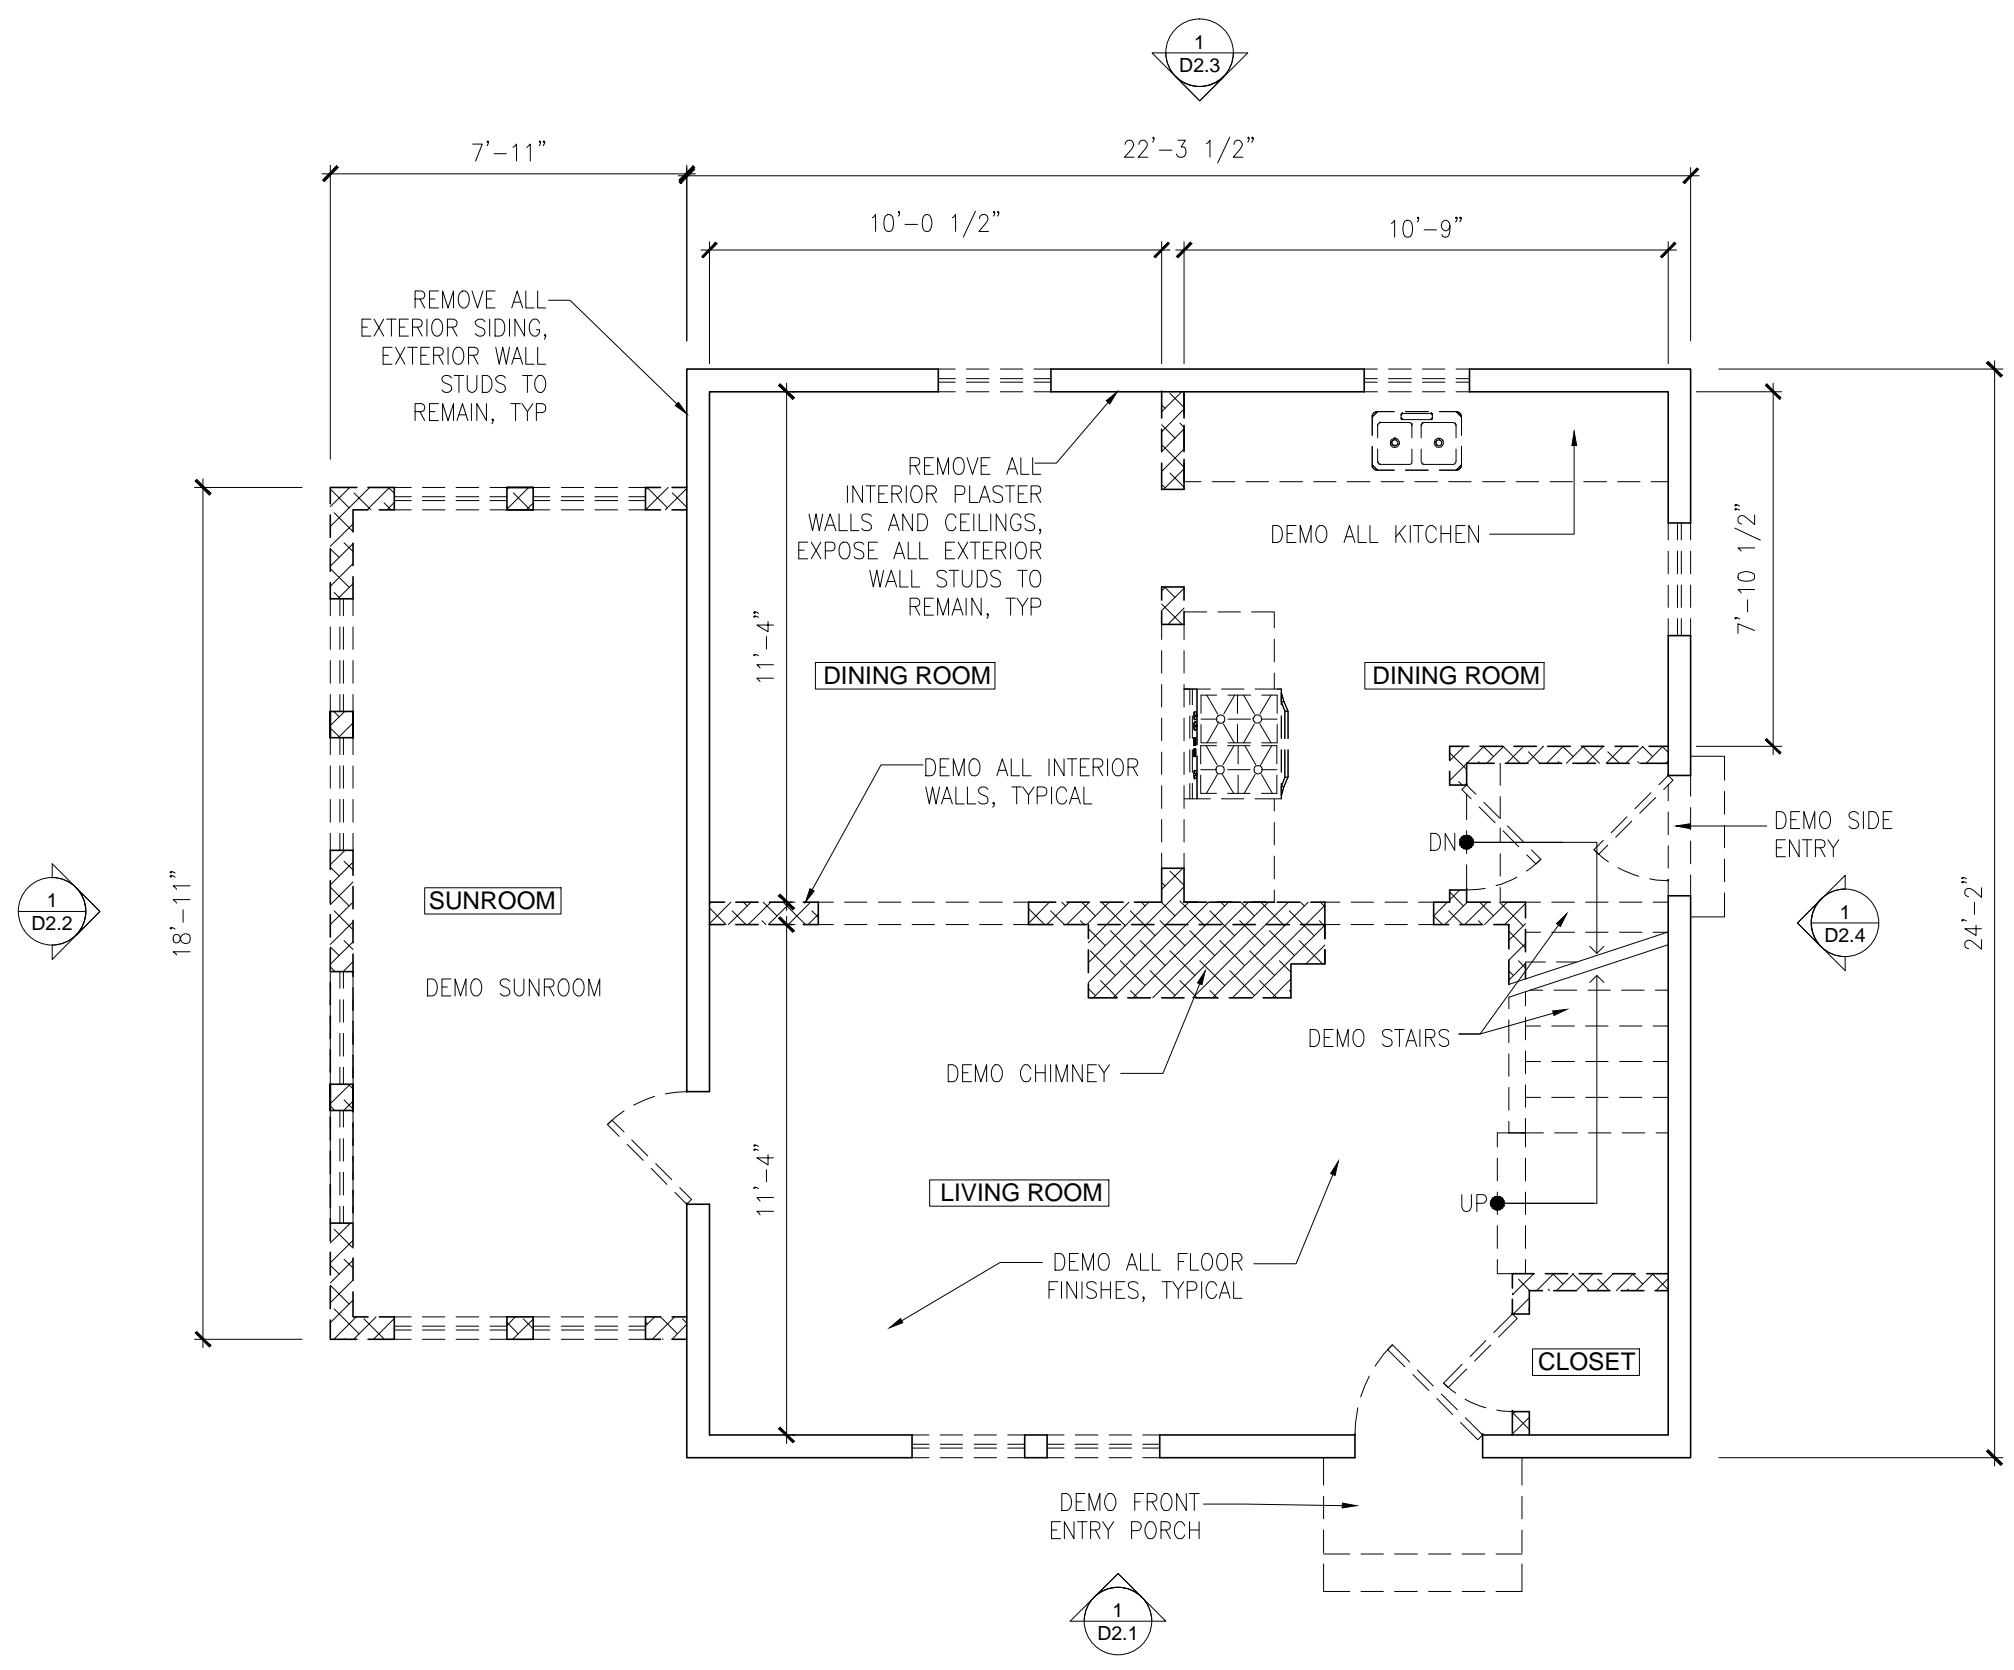 1
D2.3
7'-11"
22'-3 1/2"
10'-0 1/2"
10'-9"
REMOVE ALL
EXTERIOR SIDING,
EXTERIOR WALL
STUDS TO
REMAIN, TYP
REMOVE ALL
INTERIOR PLASTER
WALLS AND CEILINGS,
EXPOSE ALL EXTERIOR
WALL STUDS TO
REMAIN, TYP
DEMO ALL KITCHEN
7'-10 1/2"
11'-4"
DINING ROOM
DINING ROOM
DEMO ALL INTERIOR
WALLS, TYPICAL
DN
DEMO SIDE
ENTRY
1
D2.2
18'-11"
SUNROOM
1
D2.4
24'-2"
DEMO SUNROOM
DEMO STAIRS
DEMO CHIMNEY
11'-4"
LIVING ROOM
UP
DEMO ALL FLOOR
FINISHES, TYPICAL
CLOSET
DEMO FRONT
ENTRY PORCH
1
D2.1